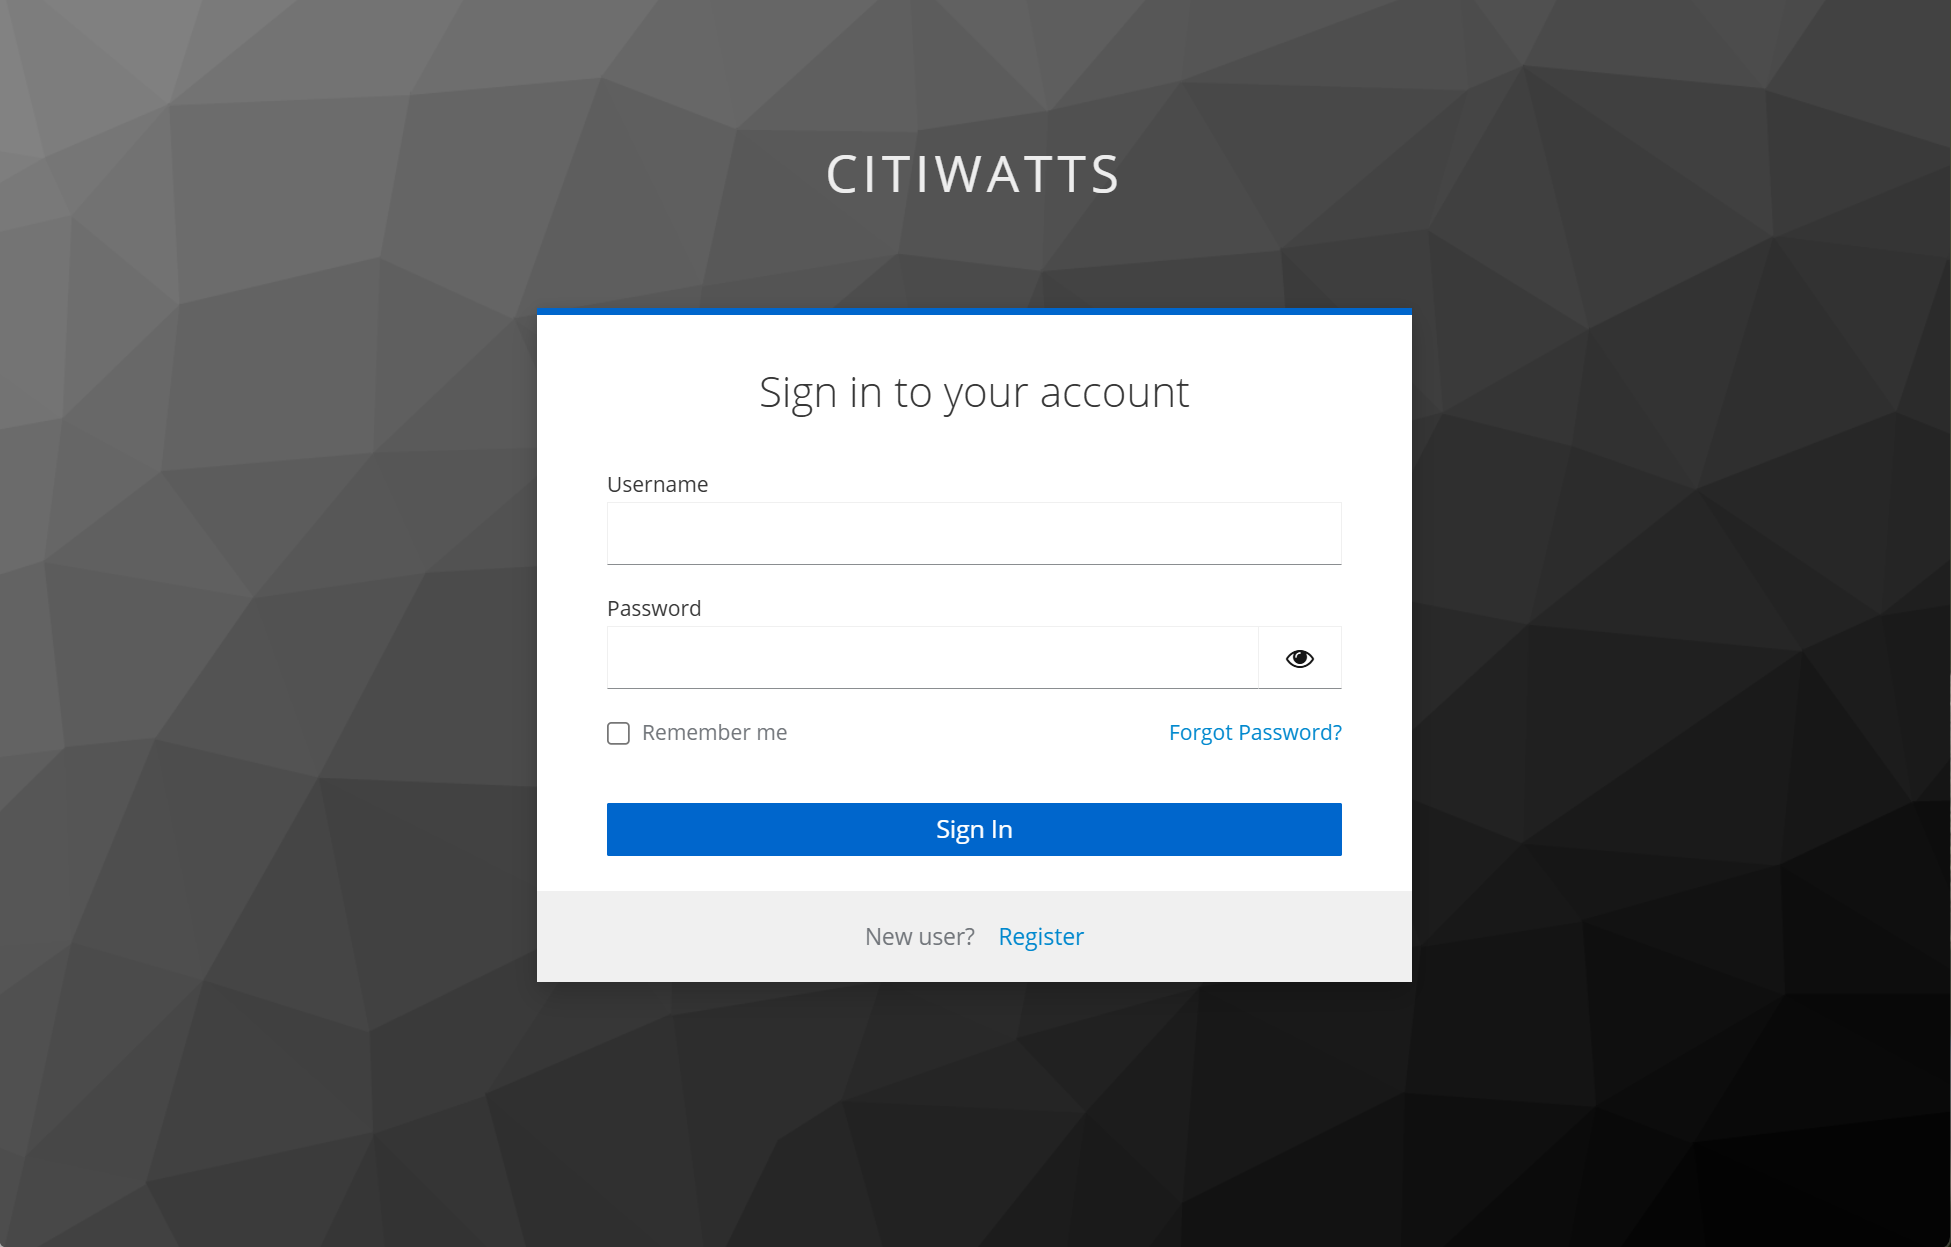 CITIWATTS
Sign in to your account
Username
Password
Remember me
Forgot Password?
Sign In
New user? Register